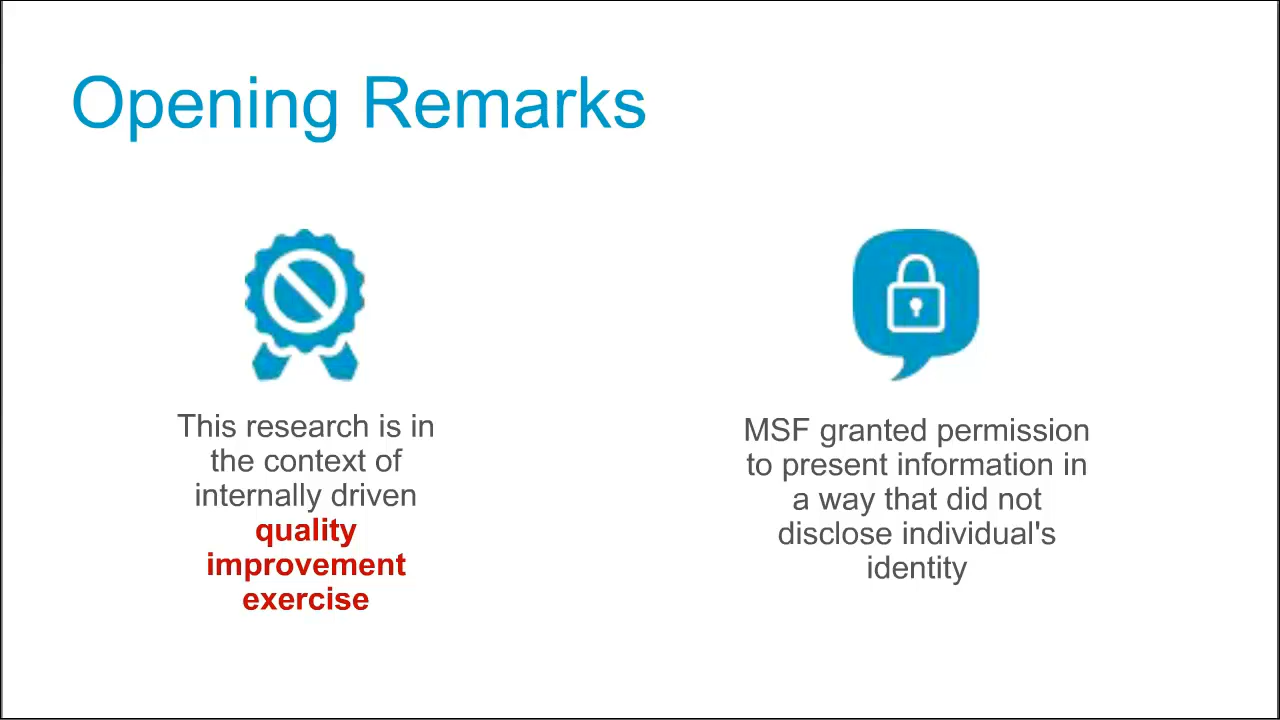 Opening Remarks
This research is in
the context of
internally driven
quality
improvement
exercise
MSF granted permission
to present information in
a way that did not
disclose individual's
identity